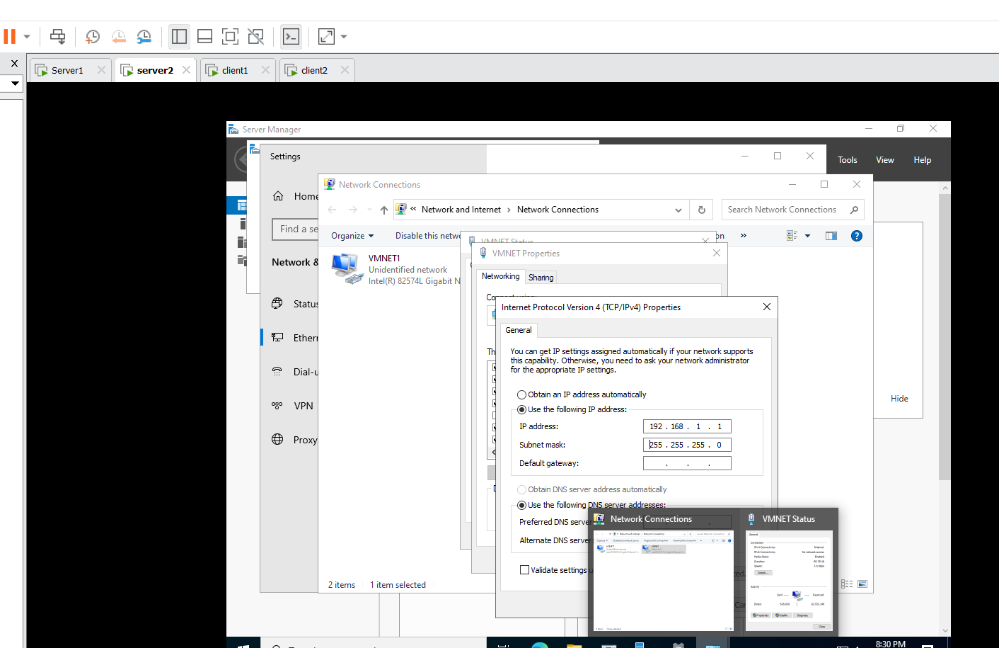 Server1
server2
client1
client2
Server Manager
Settings
Tools
View
Help
Network Connections
Home
Network and Internet
Network Connections
Search Network Connections
Find a se
Organize
Disable this netwo
on
»
VMNET Status
VMNET Properties
VMNET1
Unidentified network
Intel(R) 82574L Gigabit N
Network &
Networking
Sharing
Status
Internet Protocol Version 4 (TCP/IPv4) Properties
General
Ethern
You can get IP settings assigned automatically if your network supports
this capability. Otherwise, you need to ask your network administrator
for the appropriate IP settings.
Dial-u
Obtain an IP address automatically
Hide
VPN
Use the following IP address:
IP address:
192 . 168 . 1 . 1
Proxy
Subnet mask:
255 . 255 . 255 . 0
Default gateway:
. . .
Obtain DNS server address automatically
Use the following DNS server addresses:
Preferred DNS server
Network Connections
VMNET Status
Alternate DNS server:
Validate settings u
2 items
1 item selected
8:30 PM